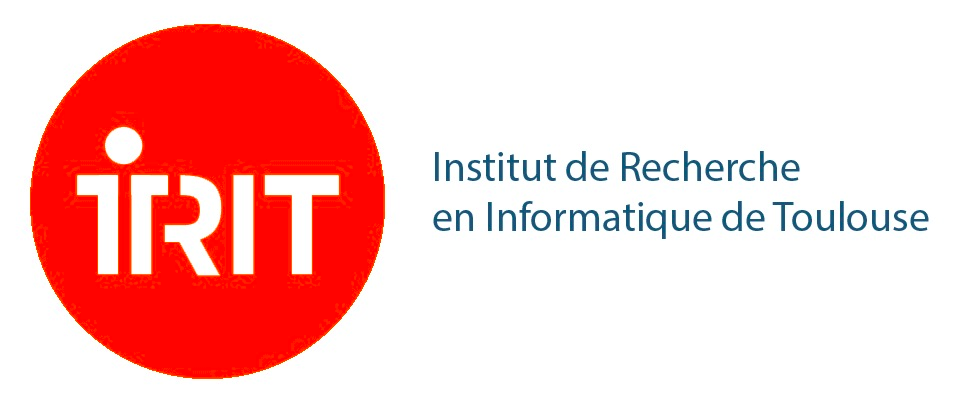 iRIT
Institut de Recherche
en Informatique de Toulouse